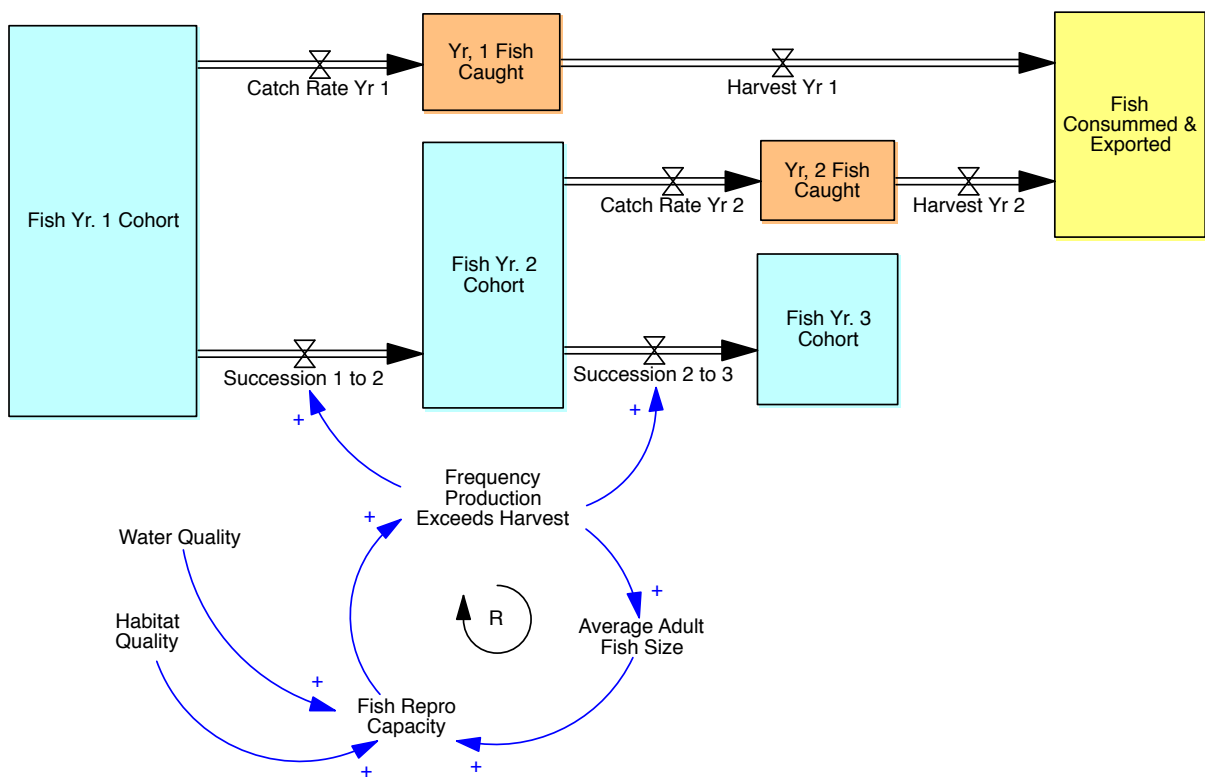 Fish Yr. 1 Cohort
Catch Rate Yr 1
Yr, 1 Fish
Caught
Harvest Yr 1
Fish
Consummed &
Exported
Fish Yr. 2
Cohort
Catch Rate Yr 2
Yr, 2 Fish
Caught
Harvest Yr 2
Fish Yr. 3
Cohort
Succession 1 to 2
Succession 2 to 3
+
+
Frequency
Production
Exceeds Harvest
+
Water Quality
+
Habitat
Quality
R
Average Adult
Fish Size
+
Fish Repro
Capacity
+
+